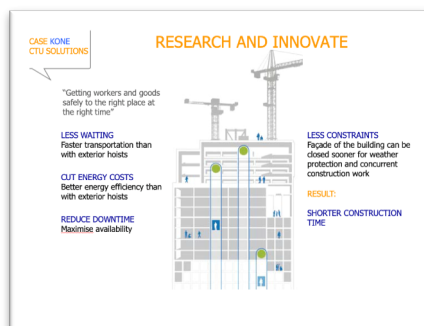 CASE KONE
CTU SOLUTIONS
RESEARCH AND INNOVATE
"Getting workers and goods
safely to the right place at
the right time"
LESS WAITING
Faster transportation than
with exterior hoists
CUT ENERGY COSTS
Better energy efficiency than
with exterior hoists
REDUCE DOWNTIME
Maximise availability
LESS CONSTRAINTS
Façade of the building can be
closed sooner for weather
protection and concurrent
construction work
RESULT:
SHORTER CONSTRUCTION
TIME